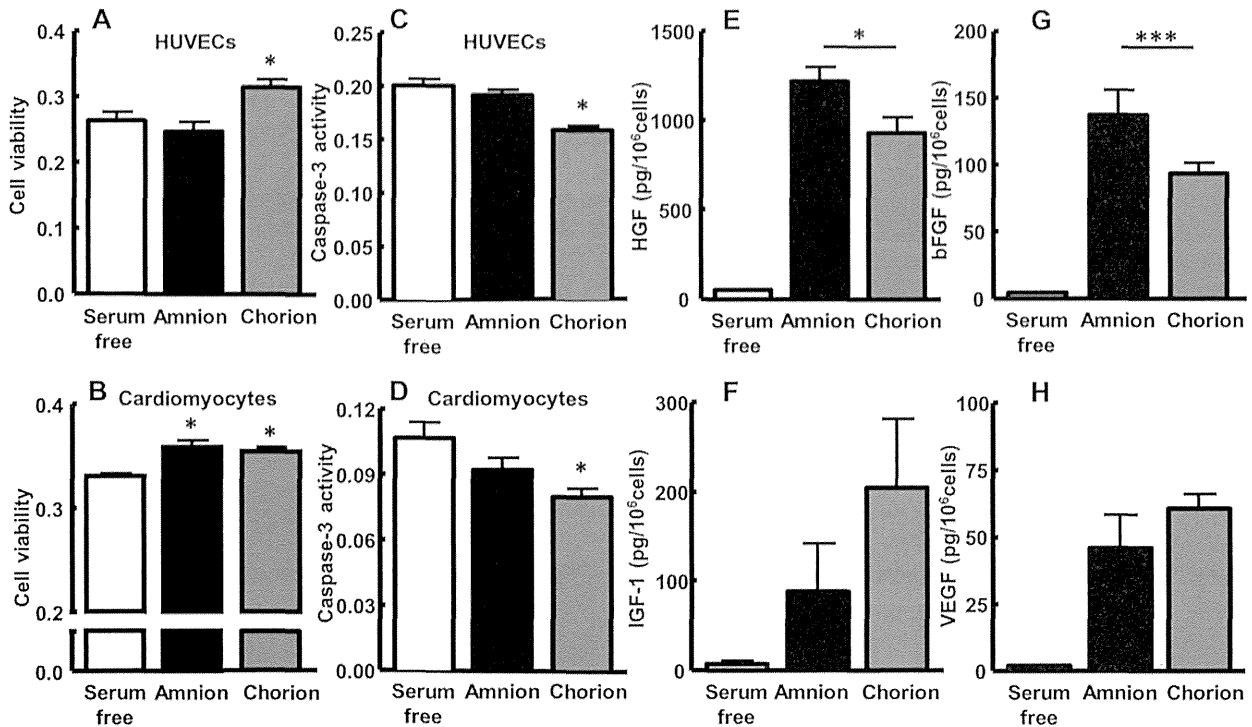 A
HUVECs
*
Cell viability
0.4
0.3
0.2
0.1
0.0
Serum free
Amnion
Chorion
C
HUVECs
*
Caspase-3 activity
0.25
0.20
0.15
0.10
0.05
0.00
Serum free
Amnion
Chorion
E
*
HGF (pg/10⁶cells)
1500
1000
500
0
Serum free
Amnion
Chorion
G
***
bFGF (pg/10⁶cells)
200
150
100
50
0
Serum free
Amnion
Chorion
B
Cardiomyocytes
*
*
Cell viability
0.4
0.3
0.2
0.0
Serum free
Amnion
Chorion
D
Cardiomyocytes
*
Caspase-3 activity
0.12
0.09
0.06
0.03
0.00
Serum free
Amnion
Chorion
F
IGF-1 (pg/10⁶cells)
300
200
100
0
Serum free
Amnion
Chorion
H
VEGF (pg/10⁶cells)
100
75
50
25
0
Serum free
Amnion
Chorion